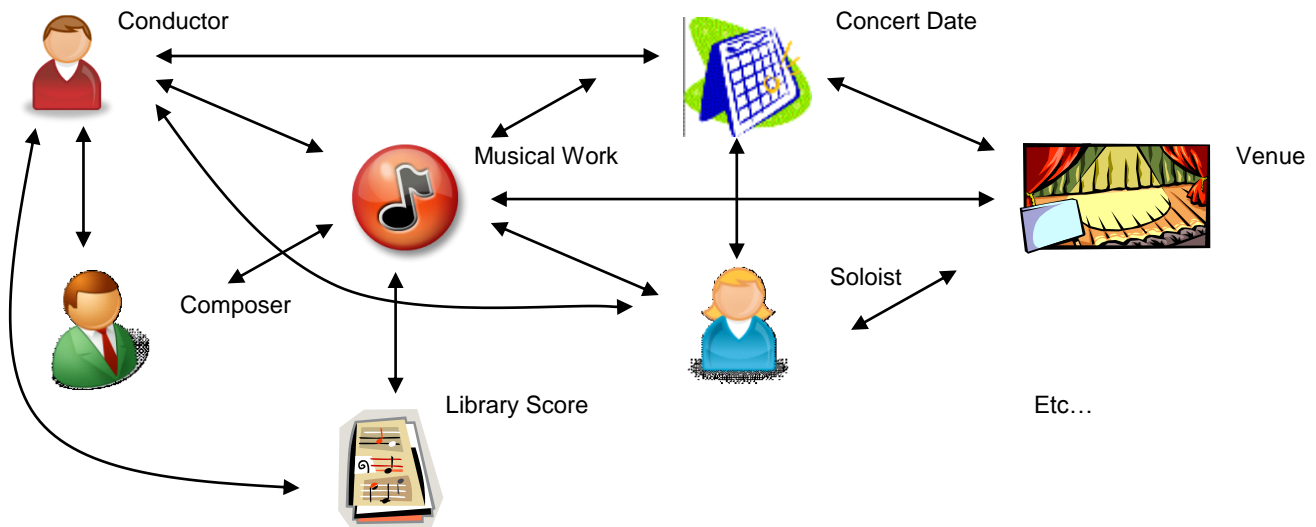 Conductor
Concert Date
Musical Work
Venue
Composer
Soloist
Library Score
Etc…